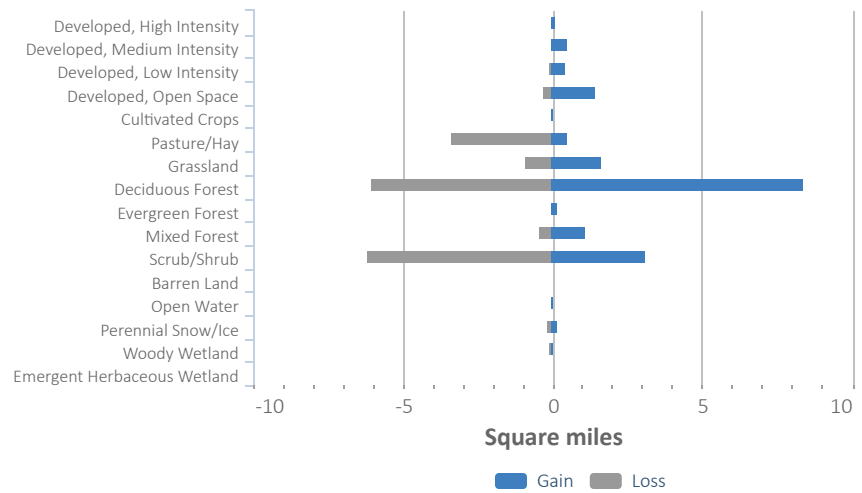 Developed, High Intensity
Developed, Medium Intensity
Developed, Low Intensity
Developed, Open Space
Cultivated Crops
Pasture/Hay
Grassland
Deciduous Forest
Evergreen Forest
Mixed Forest
Scrub/Shrub
Barren Land
Open Water
Perennial Snow/Ice
Woody Wetland
Emergent Herbaceous Wetland
-10 -5 0 5 10
Square miles
Gain Loss